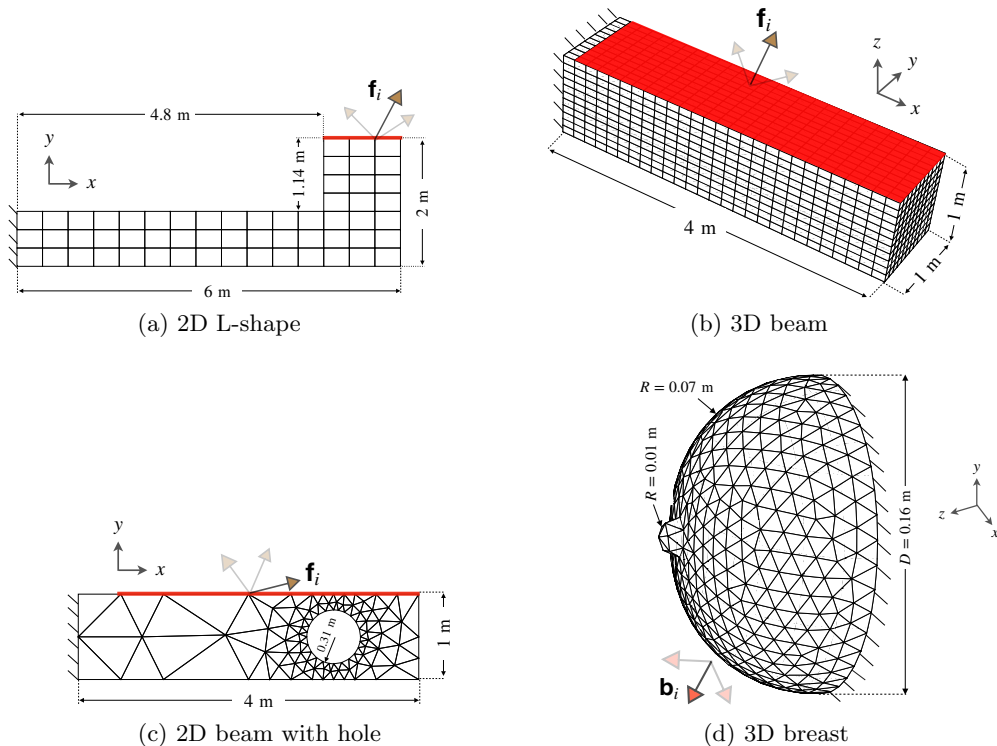 f_i
4.8 m
y
x
1.14 m
2 m
6 m
(a) 2D L-shape
f_i
z
y
x
4 m
1 m
1 m
(b) 3D beam
y
x
f_i
0.31 m
1 m
4 m
(c) 2D beam with hole
R = 0.07 m
R = 0.01 m
D = 0.16 m
y
z
x
b_i
(d) 3D breast